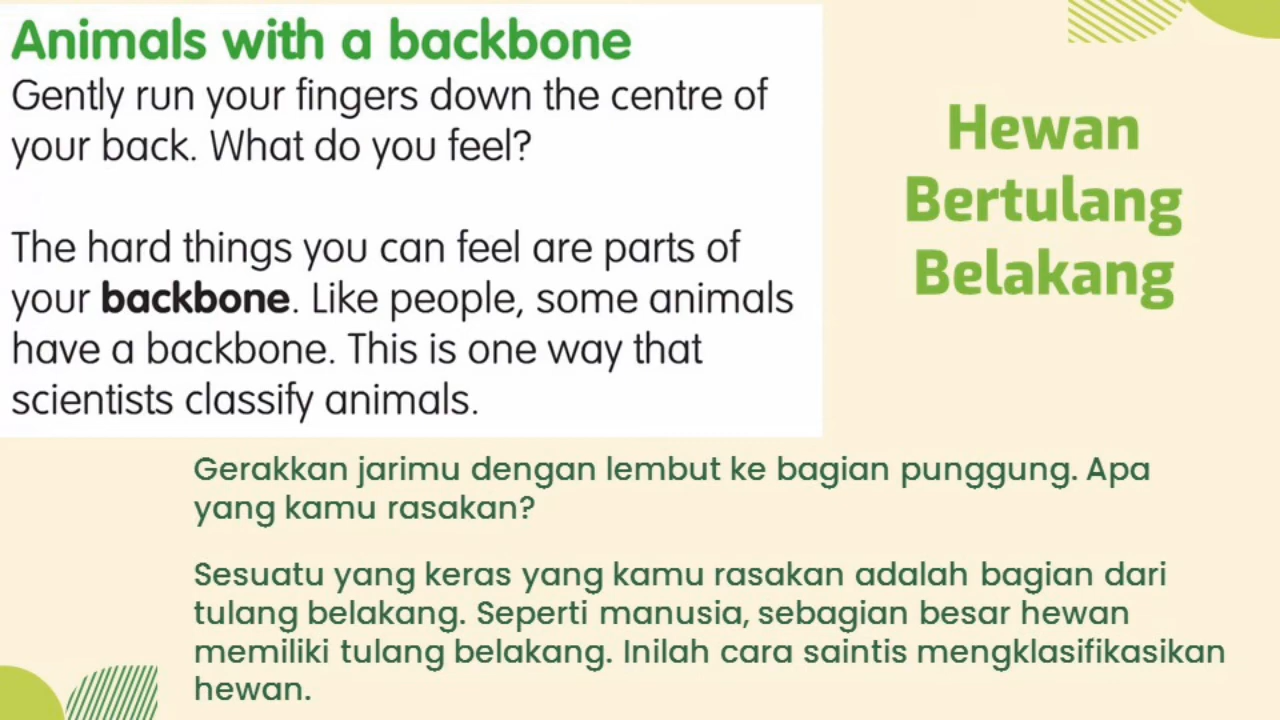 Animals with a backbone
Gently run your fingers down the centre of
your back. What do you feel?
The hard things you can feel are parts of
your backbone. Like people, some animals
have a backbone. This is one way that
scientists classify animals.
Hewan
Bertulang
Belakang
Gerakkan jarimu dengan lembut ke bagian punggung. Apa
yang kamu rasakan?
Sesuatu yang keras yang kamu rasakan adalah bagian dari
tulang belakang. Seperti manusia, sebagian besar hewan
memiliki tulang belakang. Inilah cara saintis mengklasifikasikan
hewan.